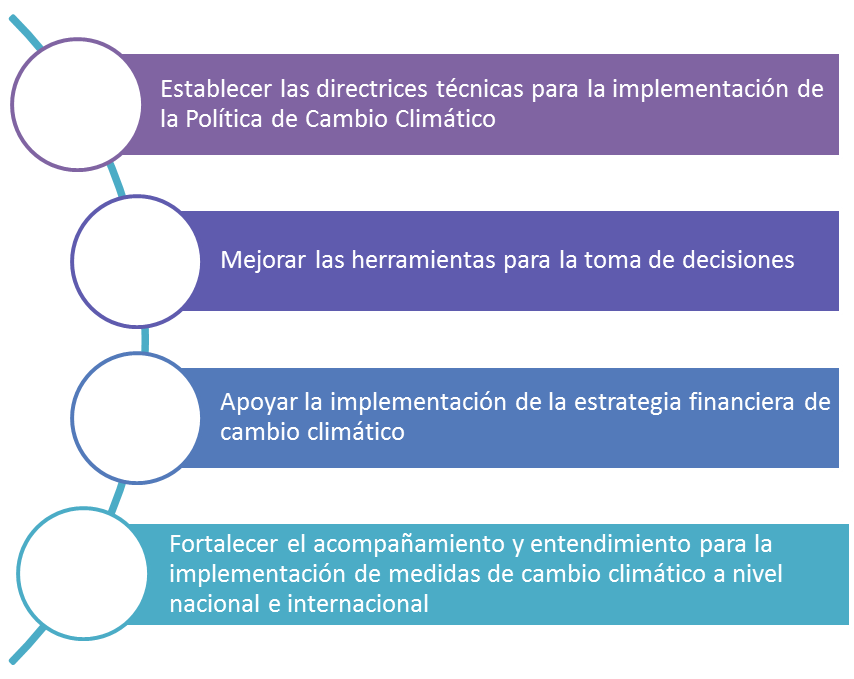 Establecer las directrices técnicas para la implementación de
la Política de Cambio Climático
Mejorar las herramientas para la toma de decisiones
Apoyar la implementación de la estrategia financiera de
cambio climático
Fortalecer el acompañamiento y entendimiento para la
implementación de medidas de cambio climático a nivel
nacional e internacional